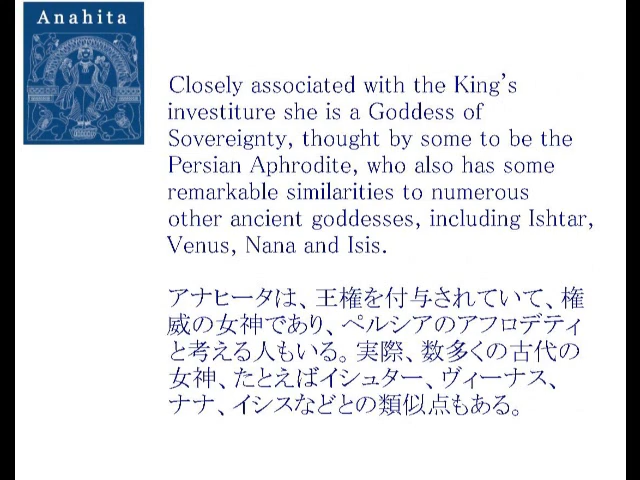 Anahita
Closely associated with the King's
investiture she is a Goddess of
Sovereignty, thought by some to be the
Persian Aphrodite, who also has some
remarkable similarities to numerous
other ancient goddesses, including Ishtar,
Venus, Nana and Isis.
アナヒータは、王権を付与されていて、権
威の女神であり、ペルシアのアフロデティ
と考える人もいる。実際、数多くの古代の
女神、たとえばイシュター、ヴィーナス、
ナナ、イシスなどとの類似点もある。